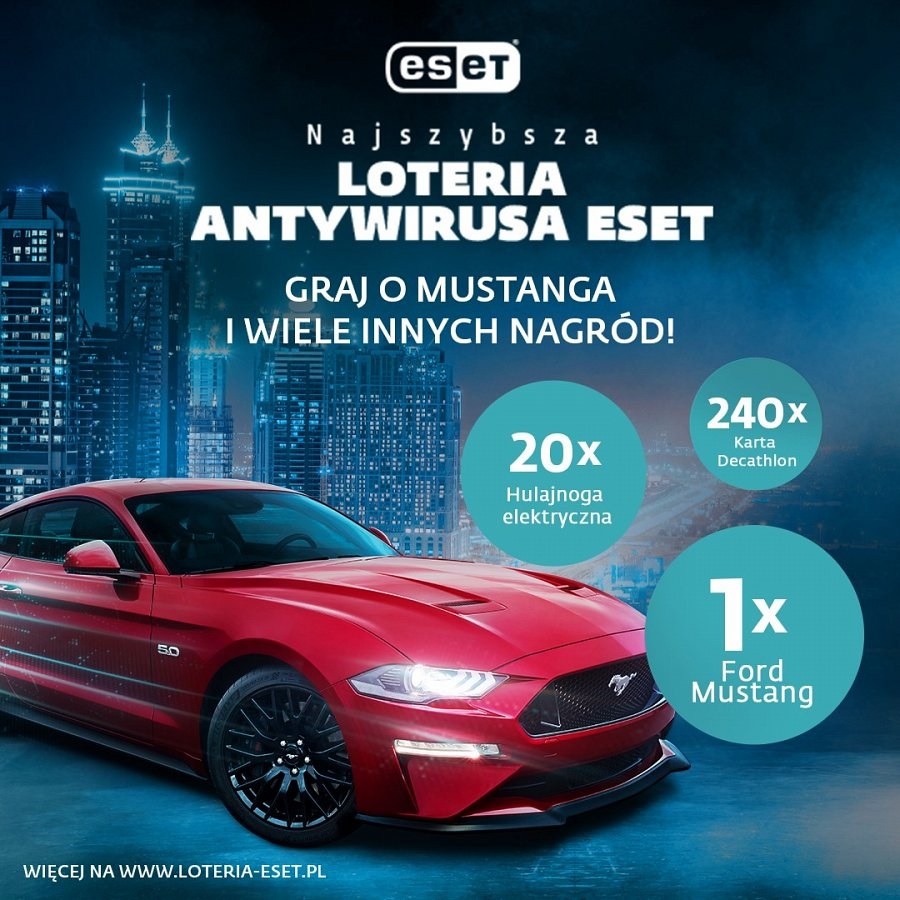 eseT
Najszybsza
LOTERIA
ANTYWIRUSA ESET
GRAJ O MUSTANGA
I WIELE INNYCH NAGRÓD!
240x
Karta
Decathlon
20x
Hulajnoga
elektryczna
1x
Ford
Mustang
5.0
WIĘCEJ NA WWW.LOTERIA-ESET.PL